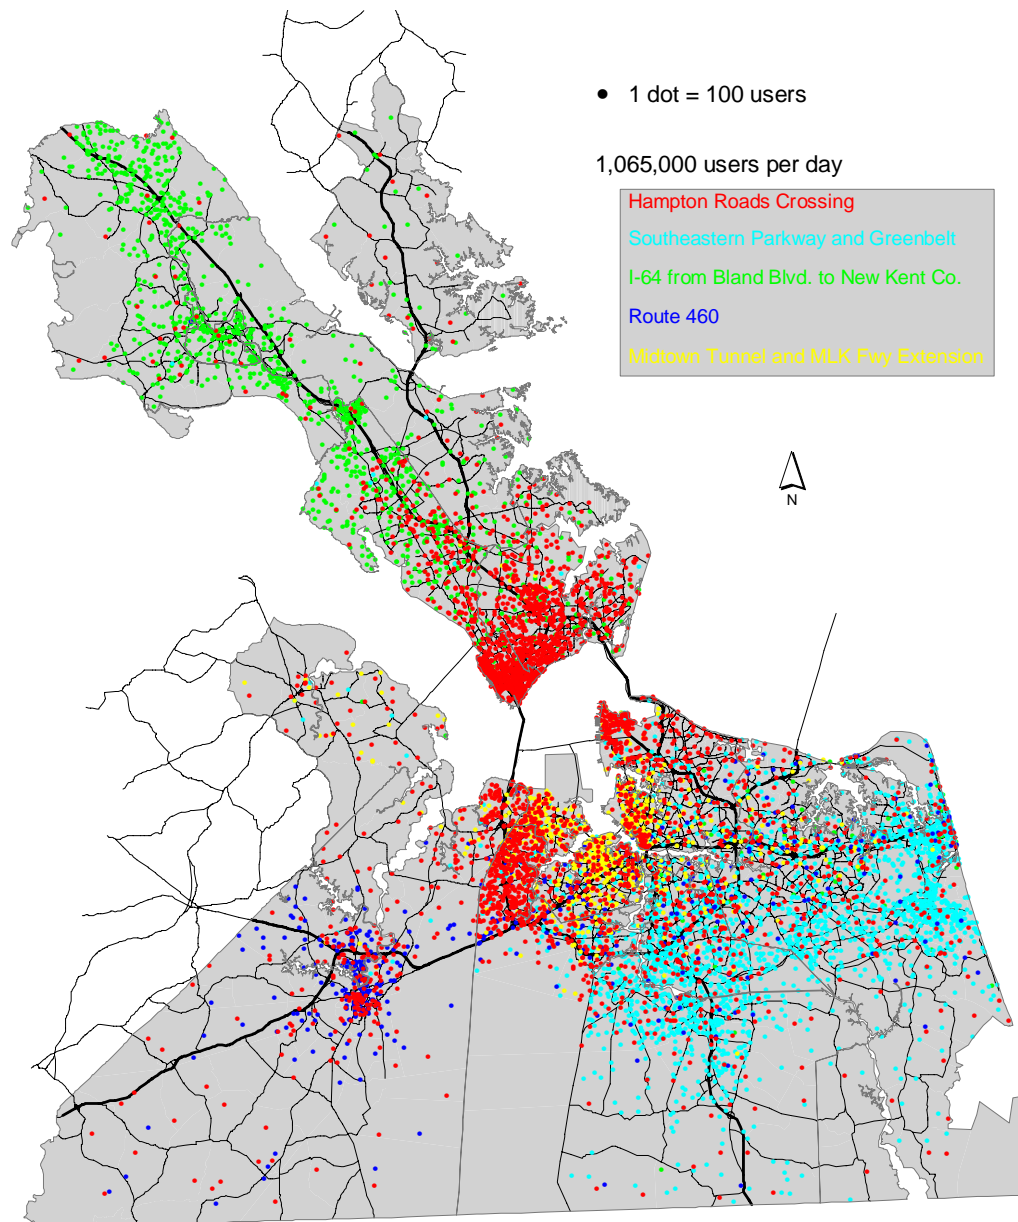 1 dot = 100 users
1,065,000 users per day
Hampton Roads Crossing
Southeastern Parkway and Greenbelt
I-64 from Bland Blvd. to New Kent Co.
Route 460
Midtown Tunnel and MLK Fwy Extension
N